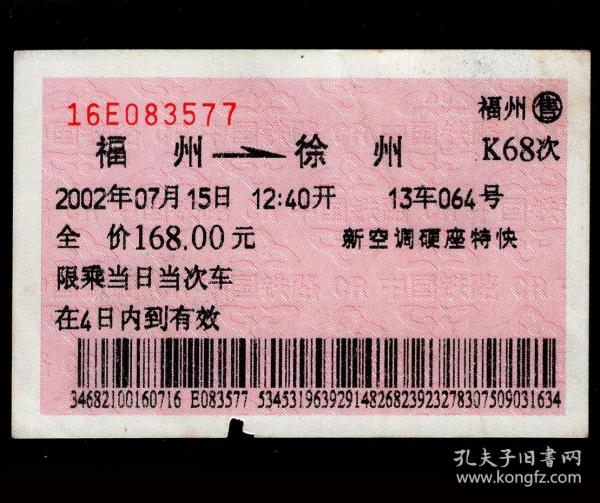 16E083577
福州售
福州→徐州
K68次
2002年07月15日 12:40开 13车064号
全 价168.00元 新空调硬座特快
限乘当日当次车
在4日内到有效
34682100160716 E083577 5345319639291482682392327830750903​1634
孔夫子旧书网
www.kongfz.com